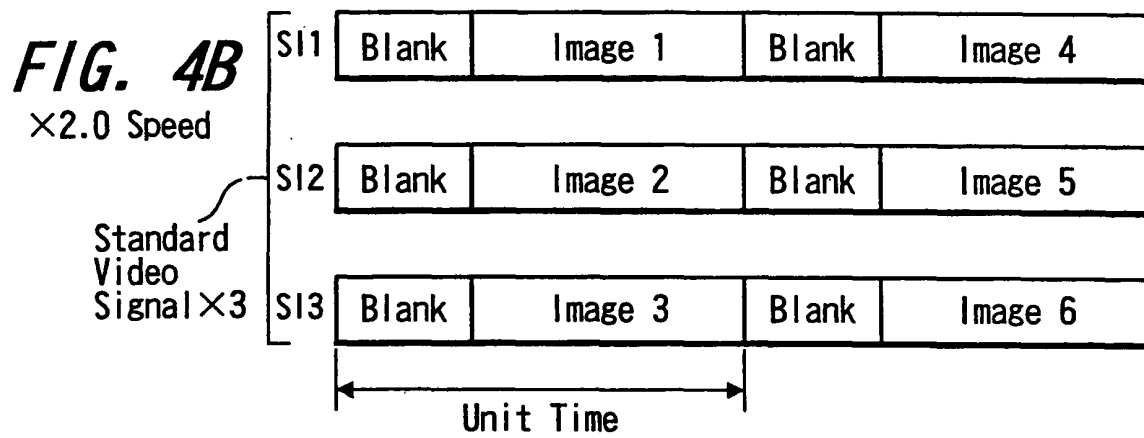 FIG. 4B
×2.0 Speed
SI1 Blank Image 1 Blank Image 4
SI2 Blank Image 2 Blank Image 5
Standard
Video
Signal×3
SI3 Blank Image 3 Blank Image 6
Unit Time